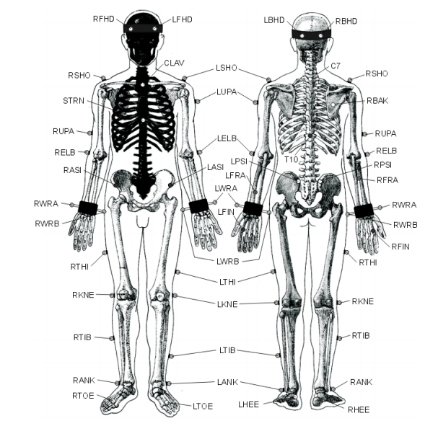 RFHD LFHD LBHD RBHD
CLAV C7
RSHO LSHO RSHO
STRN LUPA RBAK
RUPA RUPA
RELB LELB RELB
T10
RASI LASI LPSI RPSI
LFRA RFRA
LWRA
RWRA LFIN RWRA
RWRB RWRB
RFIN
LWRB
RTHI RTHI
LTHI
RKNE LKNE RKNE
RTIB RTIB
LTIB
RANK LANK RANK
RTOE
LTOE LHEE RHEE